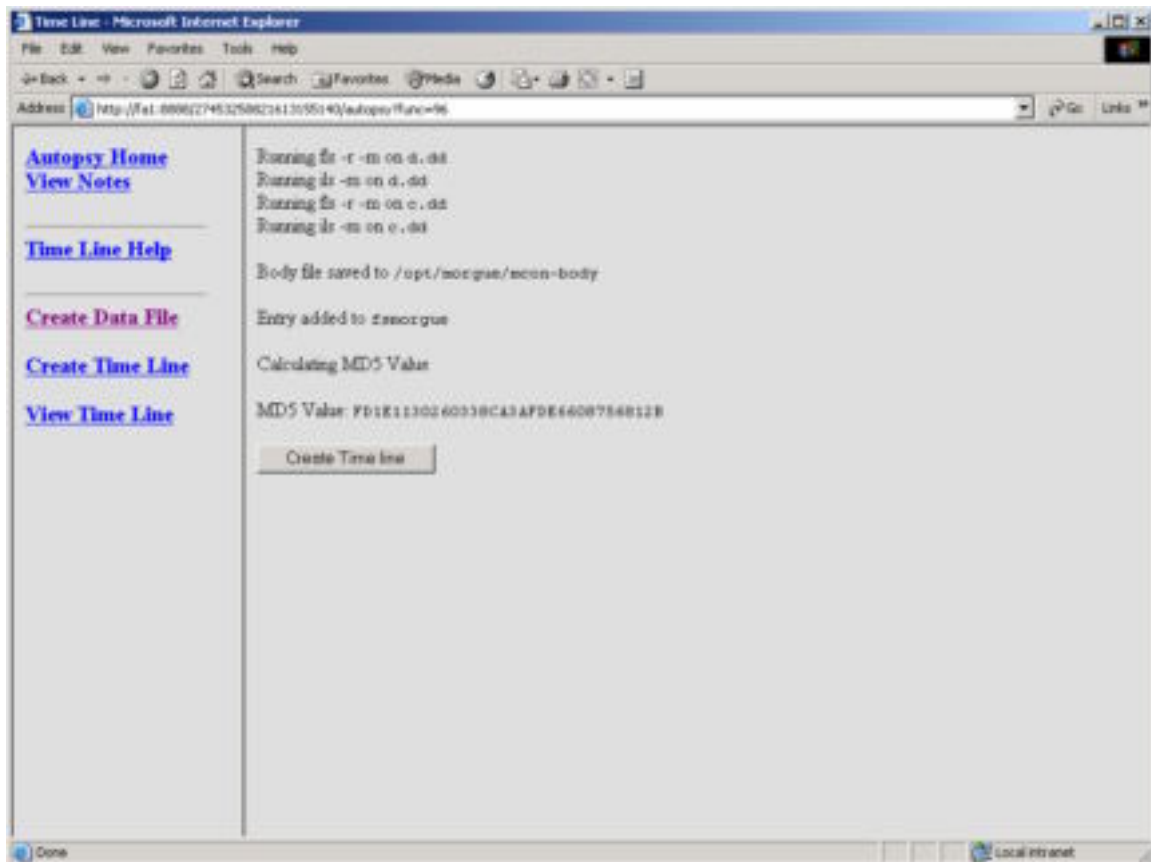 Time Line - Microsoft Internet Explorer
File Edit View Favorites Tools Help
Back Search Favorites Media
Address Go Links »
Autopsy Home
View Notes
Time Line Help
Create Data File
Create Time Line
View Time Line
Running fls -r -m on d.dd
Running ils -m on d.dd
Running fls -r -m on c.dd
Running ils -m on c.dd
Body file saved to /opt/morgue/mcon-body
Entry added to fsmorgue
Calculating MD5 Value
MD5 Value:
Create Time line
Done Local intranet